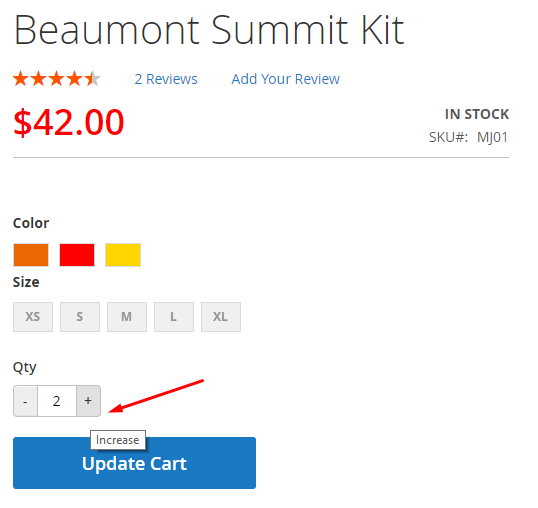 Beaumont Summit Kit
2 Reviews Add Your Review
$42.00
IN STOCK
SKU#: MJ01
Color
Size
XS S M L XL
Qty
- 2 +
Increase
Update Cart